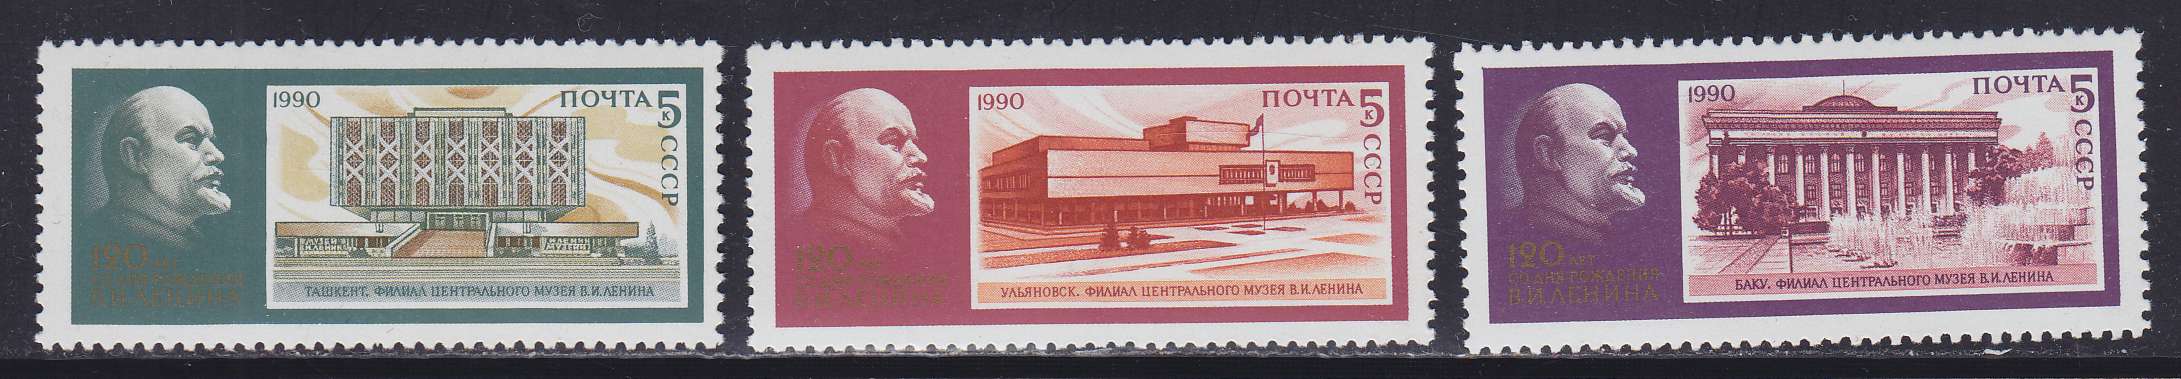 1990
ПОЧТА 5 к
СССР
МУЗЕЙ
В.И.ЛЕНИНА
120 лет
со дня рождения
В.И.ЛЕНИНА
ТАШКЕНТ. ФИЛИАЛ ЦЕНТРАЛЬНОГО МУЗЕЯ В.И.ЛЕНИНА
1990
ПОЧТА 5 к
СССР
120 лет
со дня рождения
В.И.ЛЕНИНА
УЛЬЯНОВСК. ФИЛИАЛ ЦЕНТРАЛЬНОГО МУЗЕЯ В.И.ЛЕНИНА
1990
ПОЧТА 5 к
СССР
120 ЛЕТ
СО ДНЯ РОЖДЕНИЯ
В.И.ЛЕНИНА
БАКУ. ФИЛИАЛ ЦЕНТРАЛЬНОГО МУЗЕЯ В.И.ЛЕНИНА